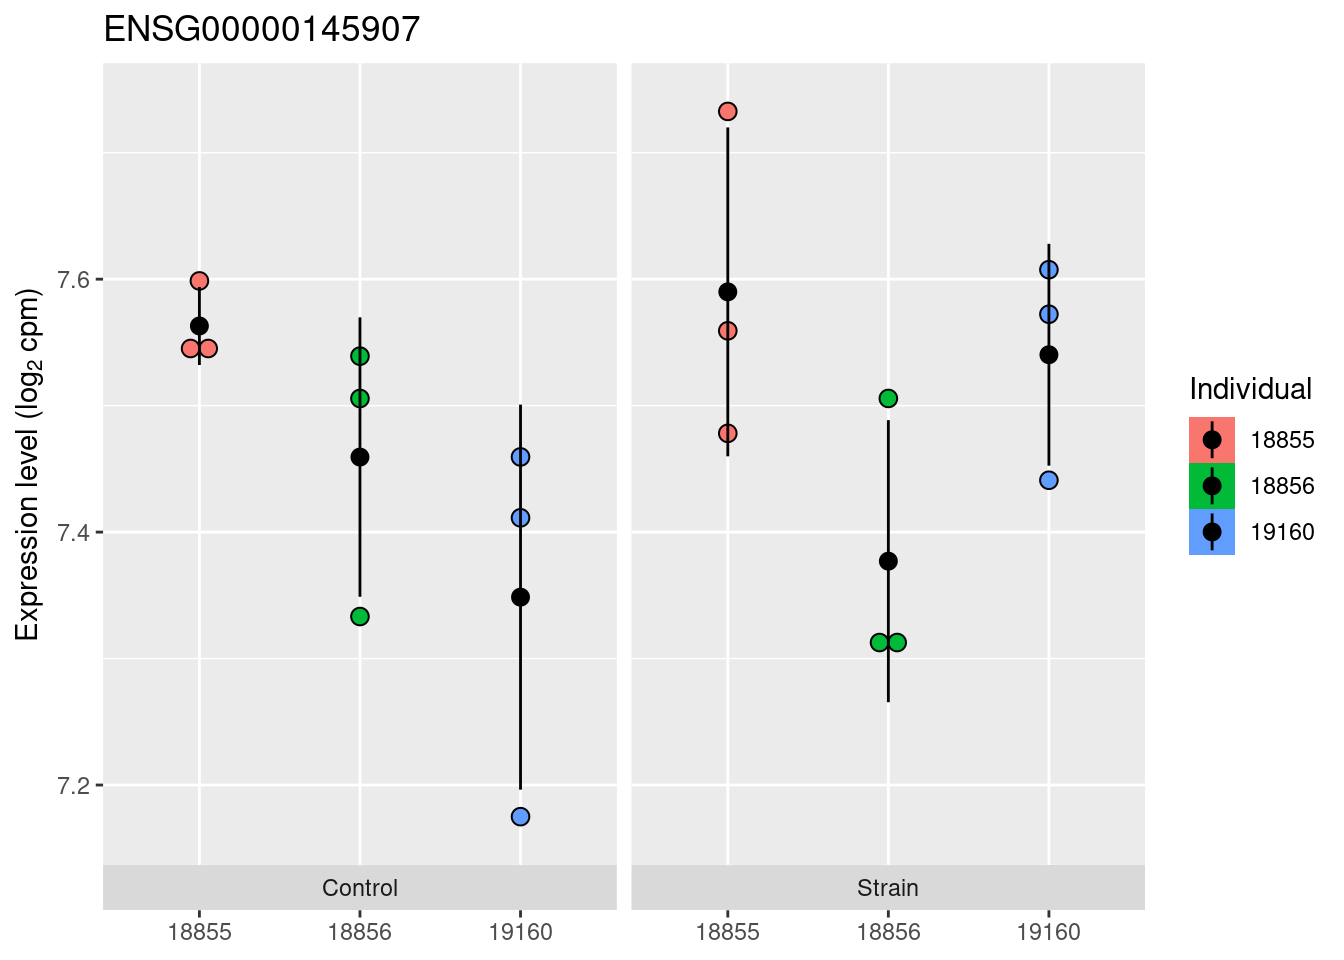 ENSG00000145907
Expression level (log₂ cpm)
7.6
7.4
7.2
Control
Strain
18855
18856
19160
18855
18856
19160
Individual
18855
18856
19160